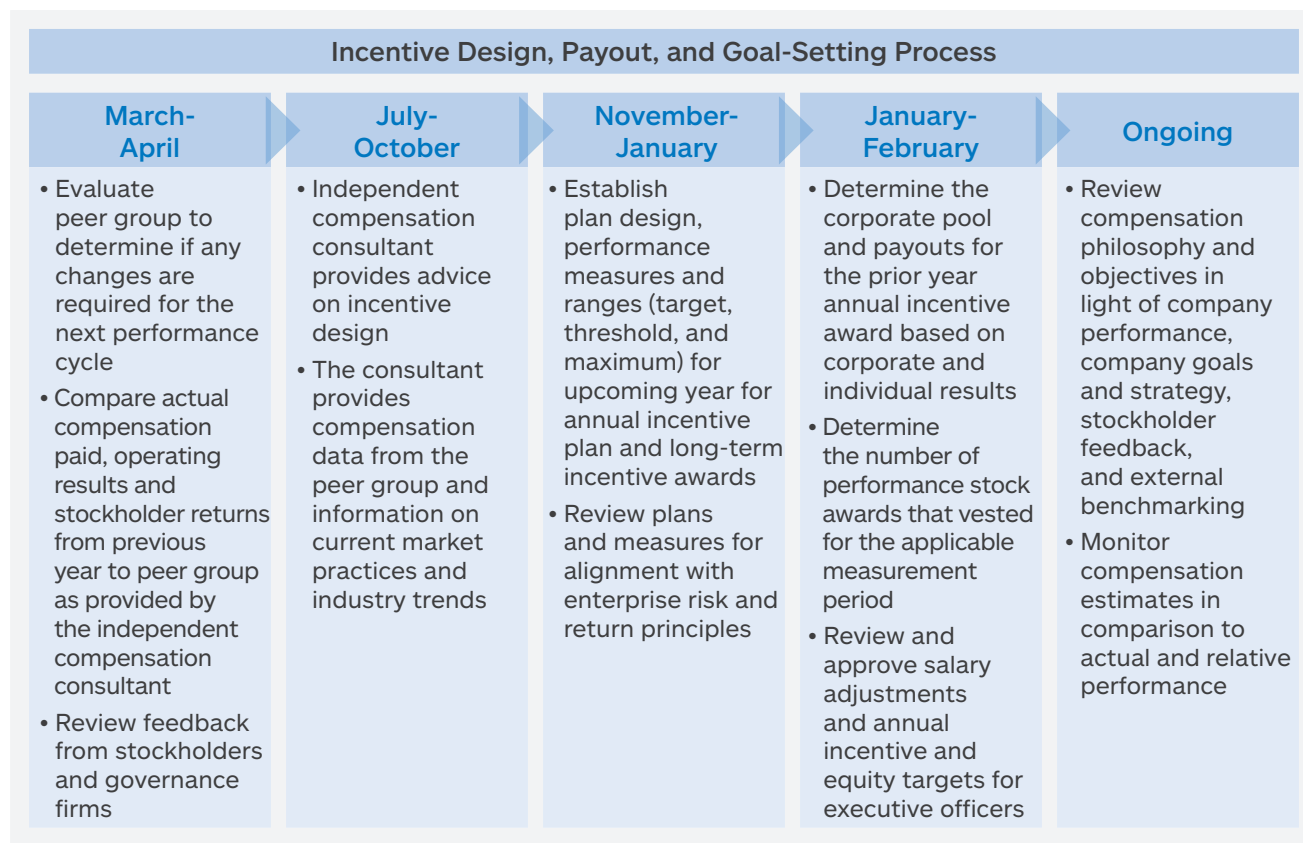 Incentive Design, Payout, and Goal-Setting Process
March-
April
• Evaluate
peer group to
determine if any
changes are
required for the
next performance
cycle
• Compare actual
compensation
paid, operating
results and
stockholder returns
from previous
year to peer group
as provided by
the independent
compensation
consultant
• Review feedback
from stockholders
and governance
firms
July-
October
• Independent
compensation
consultant
provides advice
on incentive
design
• The consultant
provides
compensation
data from the
peer group and
information on
current market
practices and
industry trends
November-
January
• Establish
plan design,
performance
measures and
ranges (target,
threshold, and
maximum) for
upcoming year for
annual incentive
plan and long-term
incentive awards
• Review plans
and measures for
alignment with
enterprise risk and
return principles
January-
February
• Determine the
corporate pool
and payouts for
the prior year
annual incentive
award based on
corporate and
individual results
• Determine
the number of
performance stock
awards that vested
for the applicable
measurement
period
• Review and
approve salary
adjustments
and annual
incentive and
equity targets for
executive officers
Ongoing
• Review
compensation
philosophy and
objectives in
light of company
performance,
company goals
and strategy,
stockholder
feedback,
and external
benchmarking
• Monitor
compensation
estimates in
comparison to
actual and relative
performance